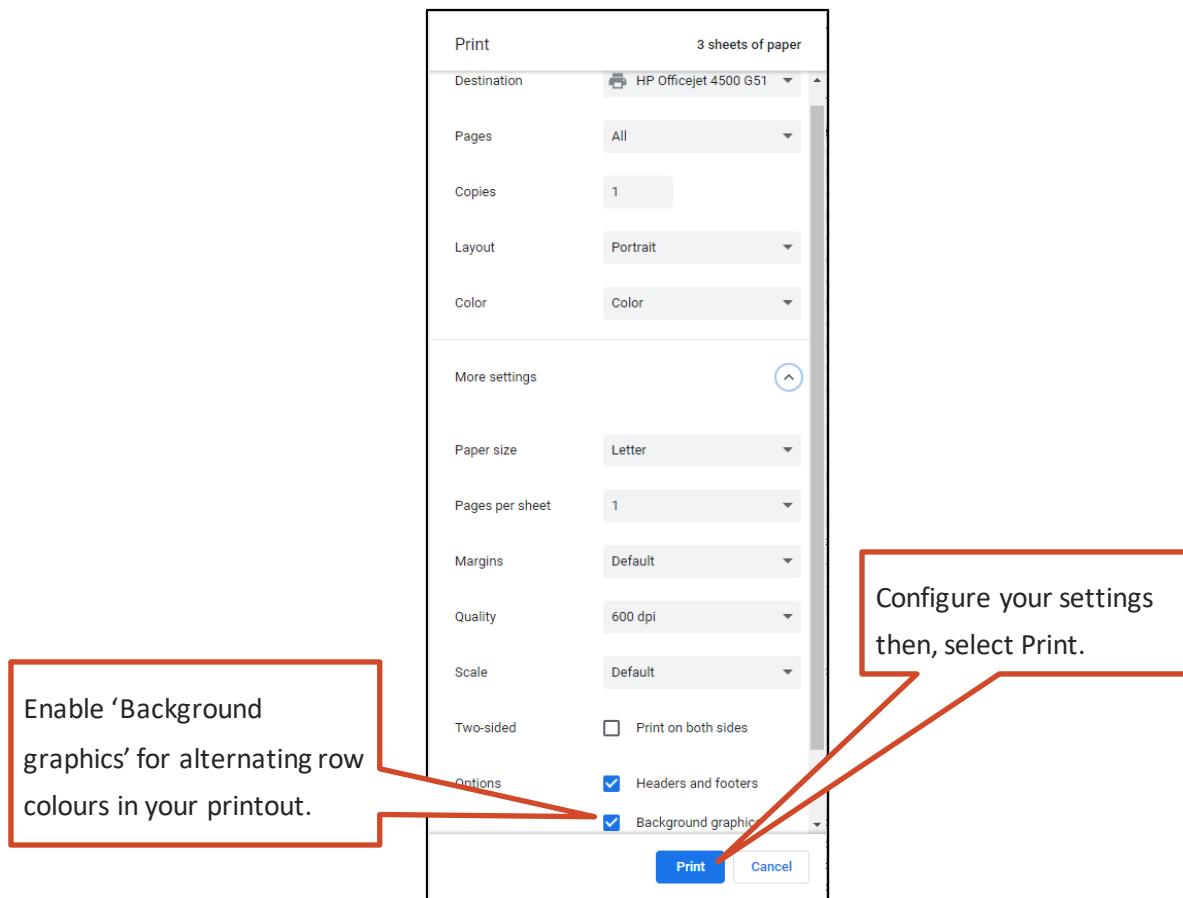 Print 3 sheets of paper
Destination HP Officejet 4500 G51
Pages All
Copies 1
Layout Portrait
Color Color
More settings
Paper size Letter
Pages per sheet 1
Margins Default
Quality 600 dpi
Scale Default
Two-sided Print on both sides
Options Headers and footers
Background graphics
Print Cancel
Enable ‘Background
graphics’ for alternating row
colours in your printout.
Configure your settings
then, select Print.